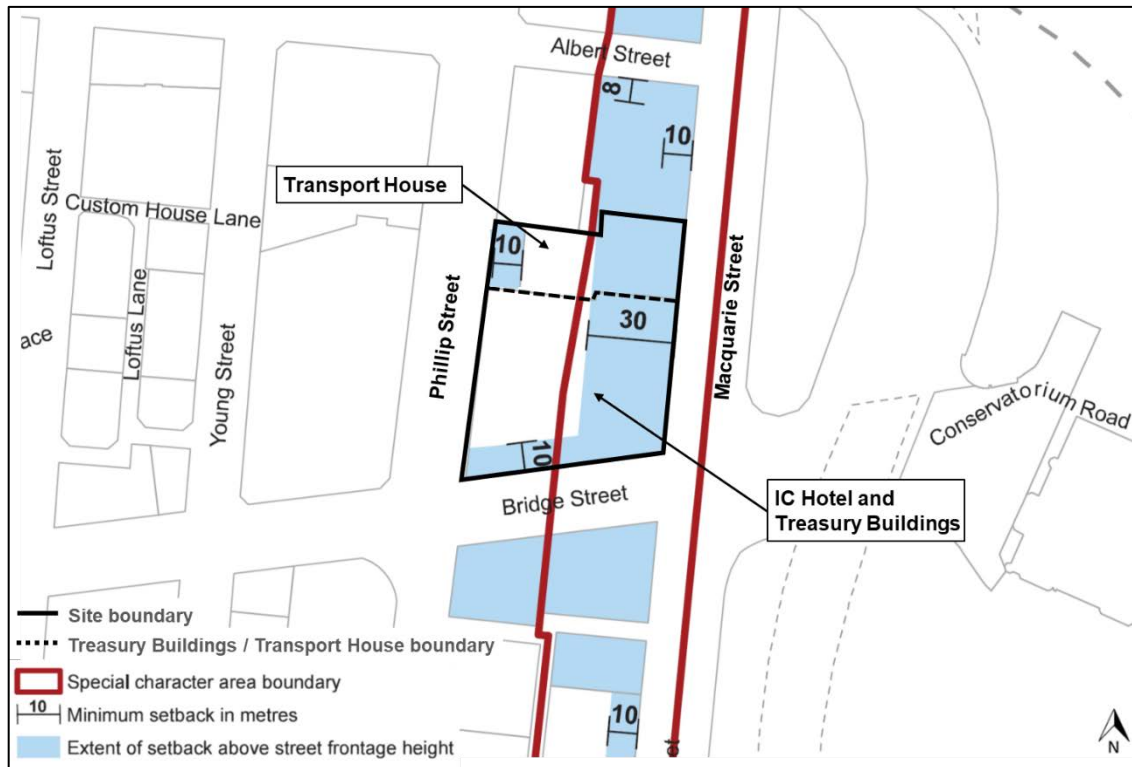 Albert Street
8
10
Transport House
Loftus Street
Custom House Lane
10
Phillip Street
30
Macquarie Street
ace
Loftus Lane
Young Street
Conservatorium Road
10
Bridge Street
IC Hotel and
Treasury Buildings
Site boundary
Treasury Buildings / Transport House boundary
Special character area boundary
10
Minimum setback in metres
Extent of setback above street frontage height
10
et
N